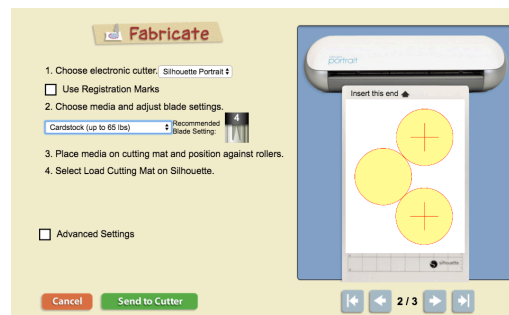 Fabricate
1. Choose electronic cutter. Silhouette Portrait
Use Registration Marks
2. Choose media and adjust blade settings.
Cardstock (up to 65 lbs)
Recommended
Blade Setting:
4
3. Place media on cutting mat and position against rollers.
4. Select Load Cutting Mat on Silhouette.
Advanced Settings
Cancel
Send to Cutter
portrait
Insert this end
silhouette
2 / 3